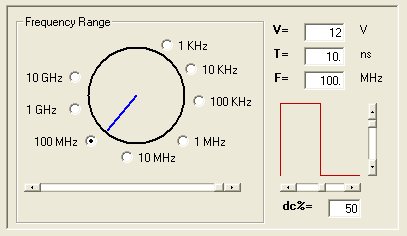 Frequency Range
1 KHz
10 KHz
100 KHz
1 MHz
10 MHz
100 MHz
1 GHz
10 GHz
V= 12 V
T= 10. ns
F= 100. MHz
dc%= 50